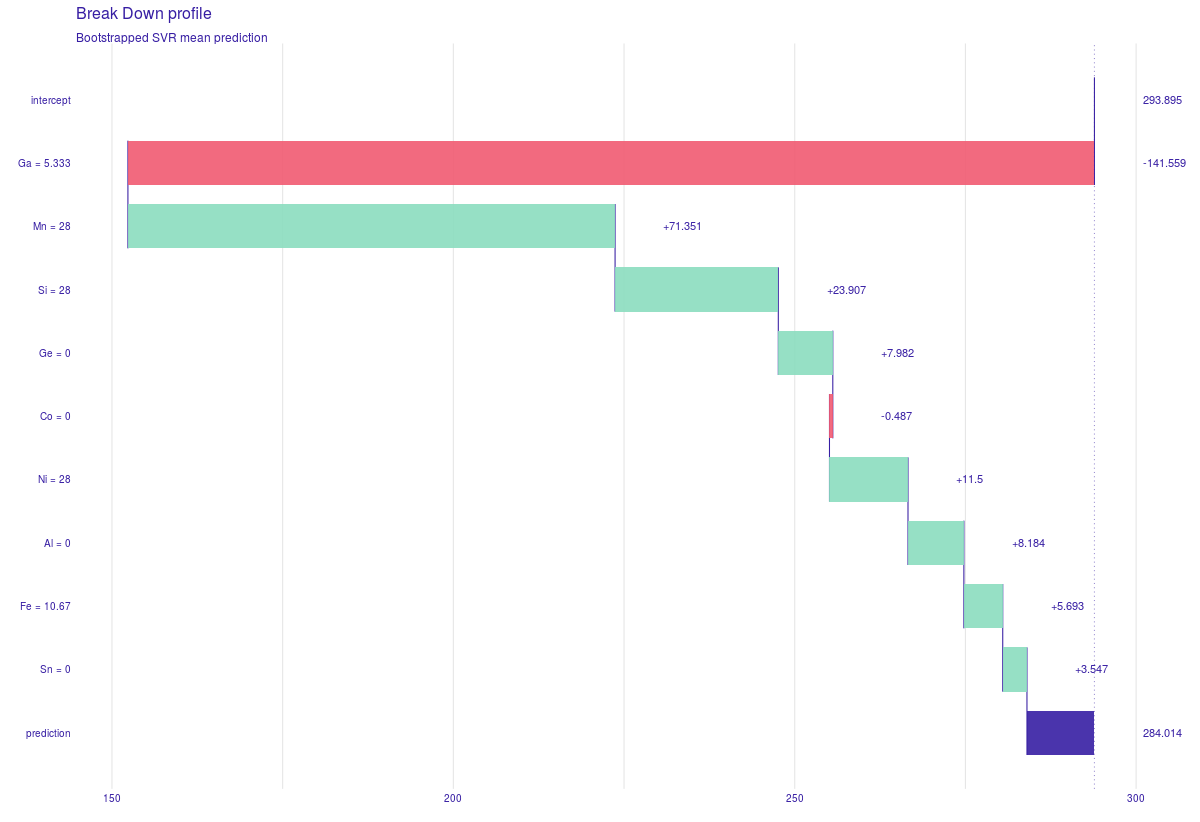 Break Down profile
Bootstrapped SVR mean prediction
intercept 293.895
Ga = 5.333 -141.559
Mn = 28 +71.351
Si = 28 +23.907
Ge = 0 +7.982
Co = 0 -0.487
Ni = 28 +11.5
Al = 0 +8.184
Fe = 10.67 +5.693
Sn = 0 +3.547
prediction 284.014
150 200 250 300